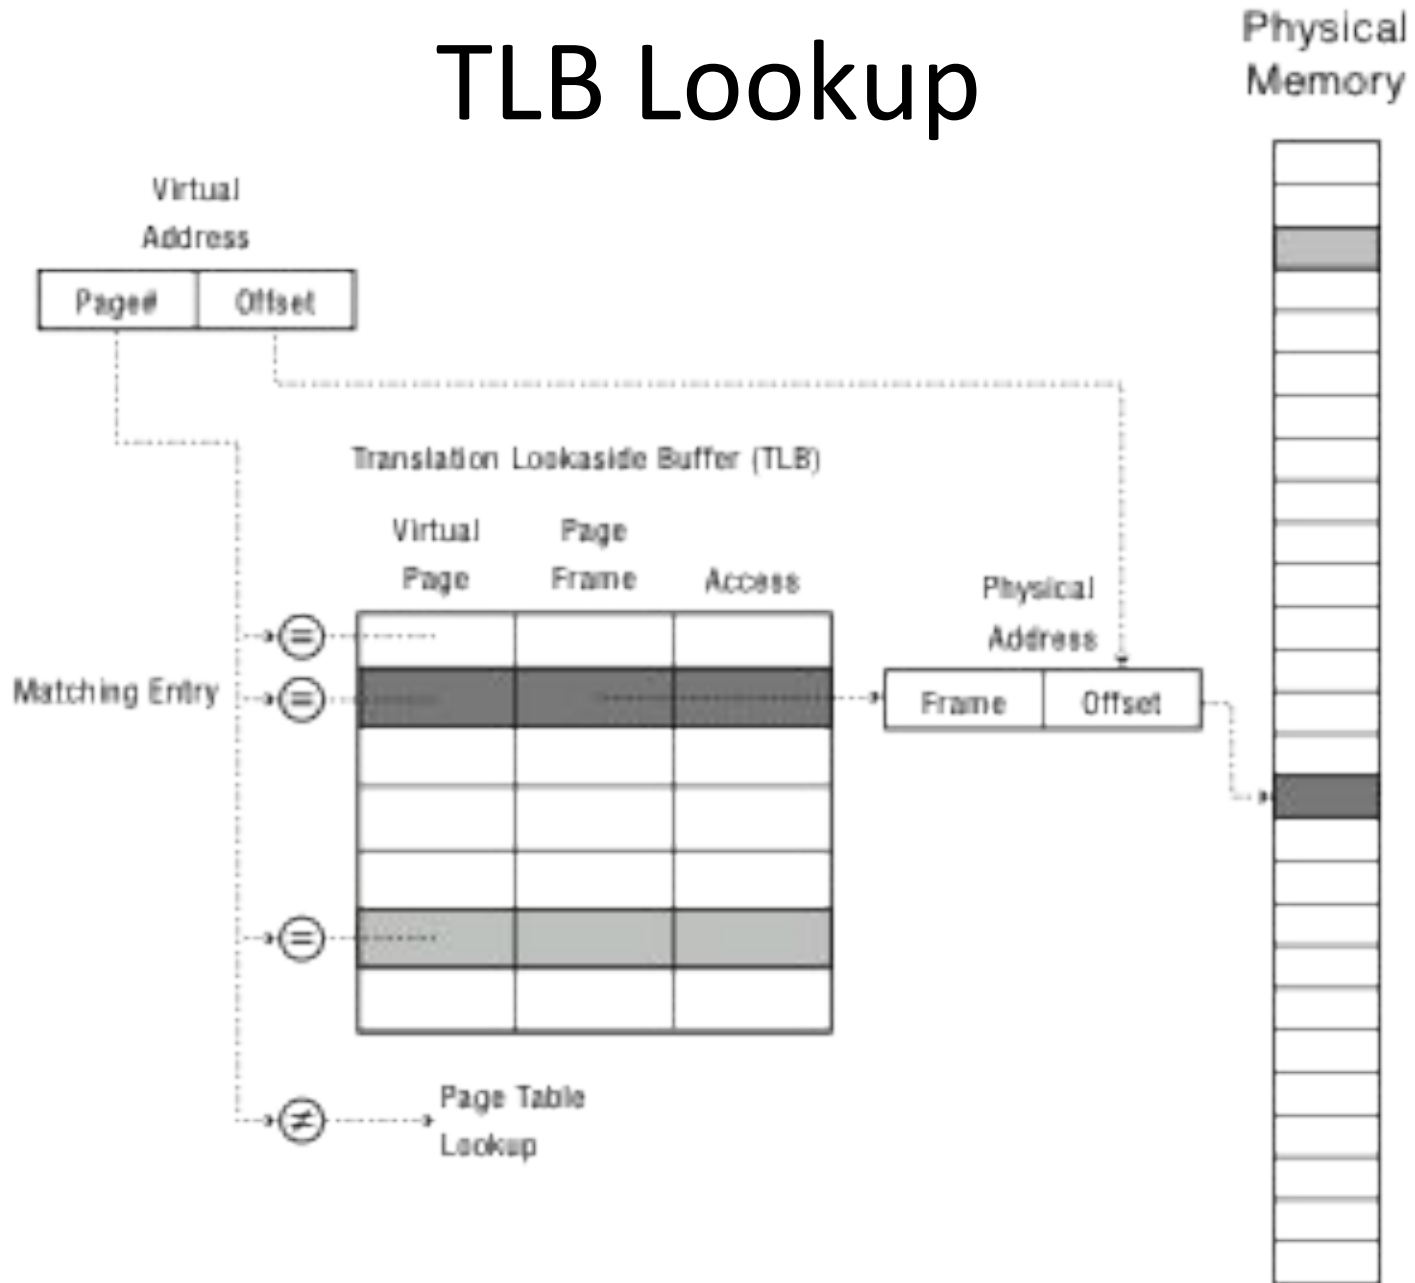 TLB Lookup
Physical
Memory
Virtual
Address
Page#
Offset
Translation Lookaside Buffer (TLB)
Virtual
Page
Page
Frame
Access
Physical
Address
Matching Entry
=
=
=
≠
Frame
Offset
Page Table
Lookup